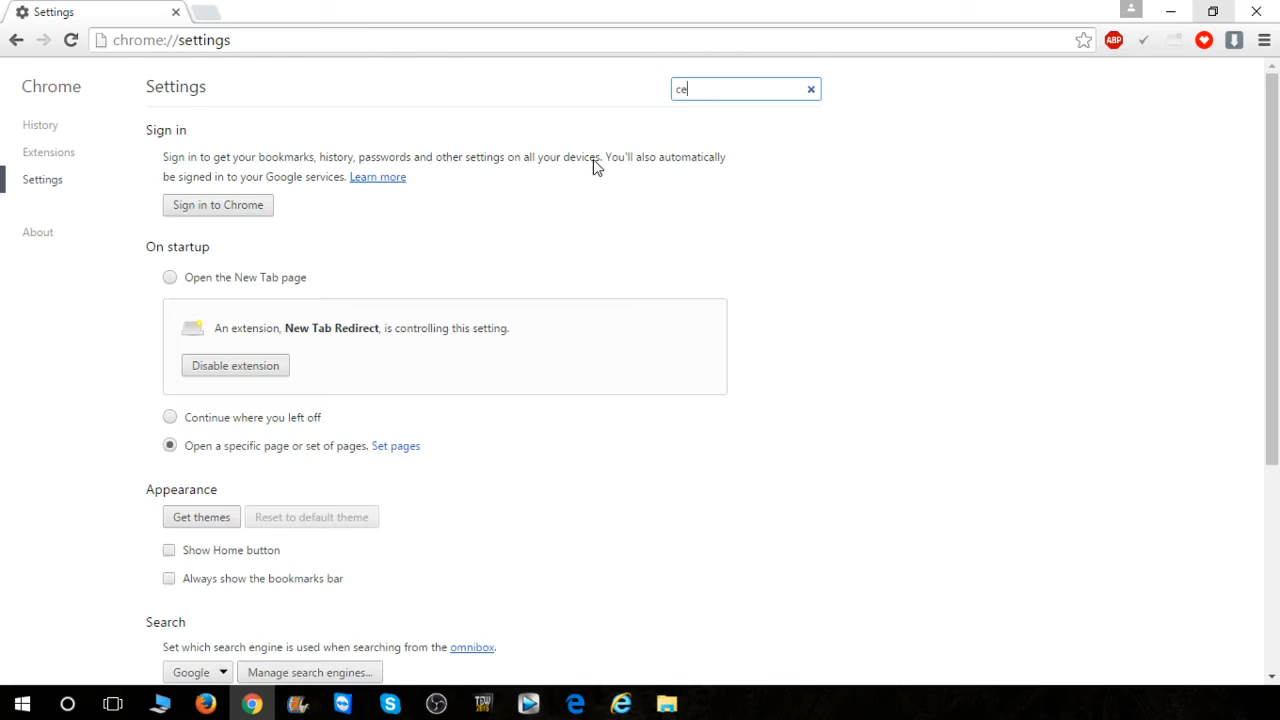 Settings
chrome://settings
ABP
Chrome
Settings
ce
History
Extensions
Settings
About
Sign in
Sign in to get your bookmarks, history, passwords and other settings on all your devices. You'll also automatically
be signed in to your Google services. Learn more
Sign in to Chrome
On startup
Open the New Tab page
An extension, New Tab Redirect, is controlling this setting.
Disable extension
Continue where you left off
Open a specific page or set of pages. Set pages
Appearance
Get themes
Reset to default theme
Show Home button
Always show the bookmarks bar
Search
Set which search engine is used when searching from the omnibox.
Google
Manage search engines...